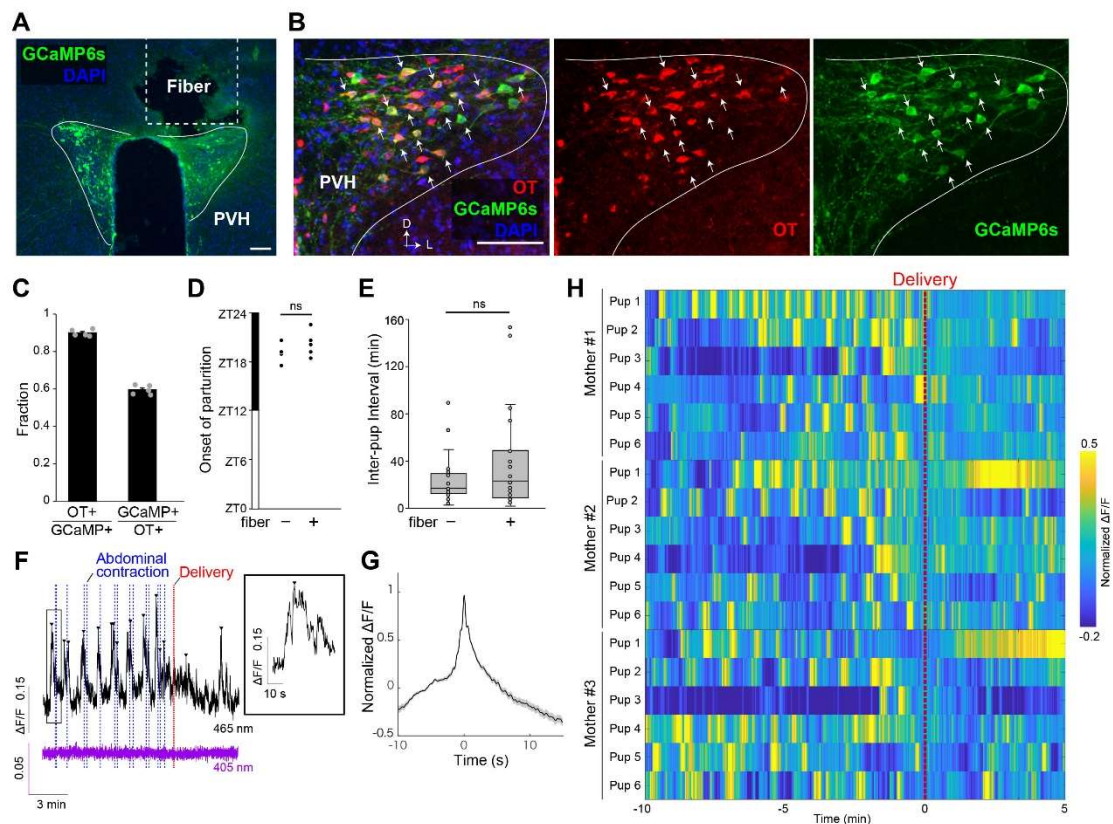 A
GCaMP6s
DAPI
Fiber
PVH
B
PVH
OT
GCaMP6s
DAPI
D
L
OT
GCaMP6s
C
Fraction
1
0.8
0.6
0.4
0.2
0
OT+
GCaMP+
GCaMP+
OT+
D
Onset of parturition
ns
ZT24
ZT18
ZT12
ZT6
ZT0
fiber − +
E
Inter-pup Interval (min)
ns
160
120
80
40
0
fiber − +
F
Abdominal
contraction
Delivery
ΔF/F 0.15
465 nm
0.05
405 nm
3 min
ΔF/F 0.15
10 s
G
Normalized ΔF/F
1
0.5
0
-0.5
-10 0 10
Time (s)
H
Delivery
Mother #1
Pup 1
Pup 2
Pup 3
Pup 4
Pup 5
Pup 6
Mother #2
Pup 1
Pup 2
Pup 3
Pup 4
Pup 5
Pup 6
Mother #3
Pup 1
Pup 2
Pup 3
Pup 4
Pup 5
Pup 6
-10 -5 0 5
Time (min)
0.5
Normalized ΔF/F
-0.2